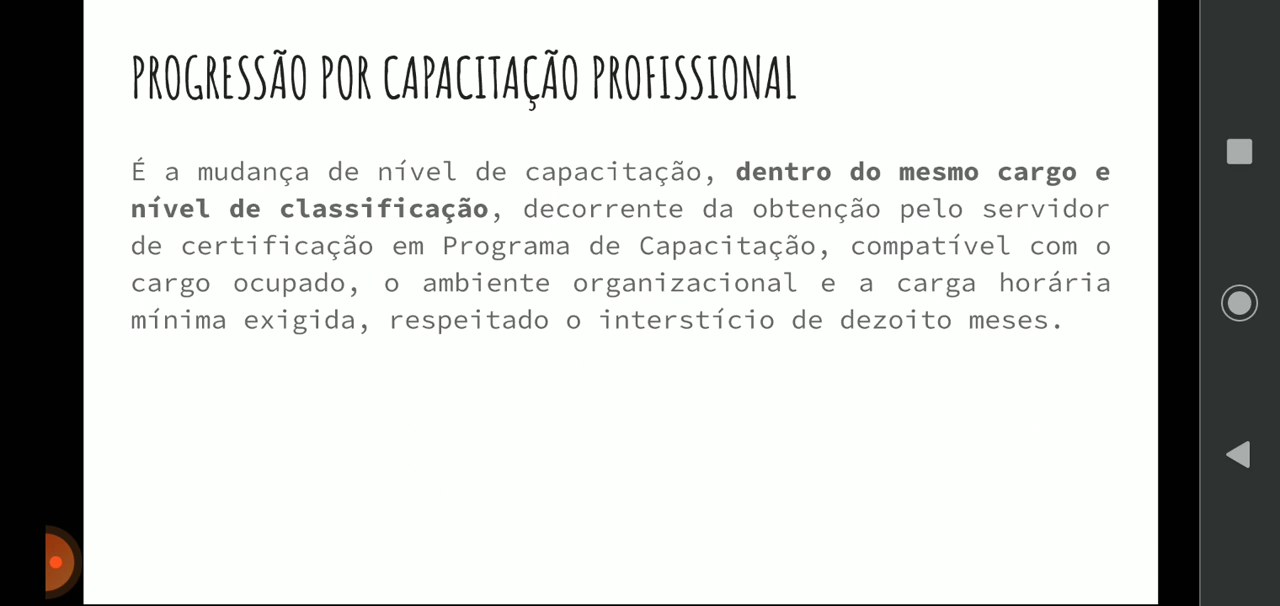 PROGRESSÃO POR CAPACITAÇÃO PROFISSIONAL
É a mudança de nível de capacitação, dentro do mesmo cargo e
nível de classificação, decorrente da obtenção pelo servidor
de certificação em Programa de Capacitação, compatível com o
cargo ocupado, o ambiente organizacional e a carga horária
mínima exigida, respeitado o interstício de dezoito meses.